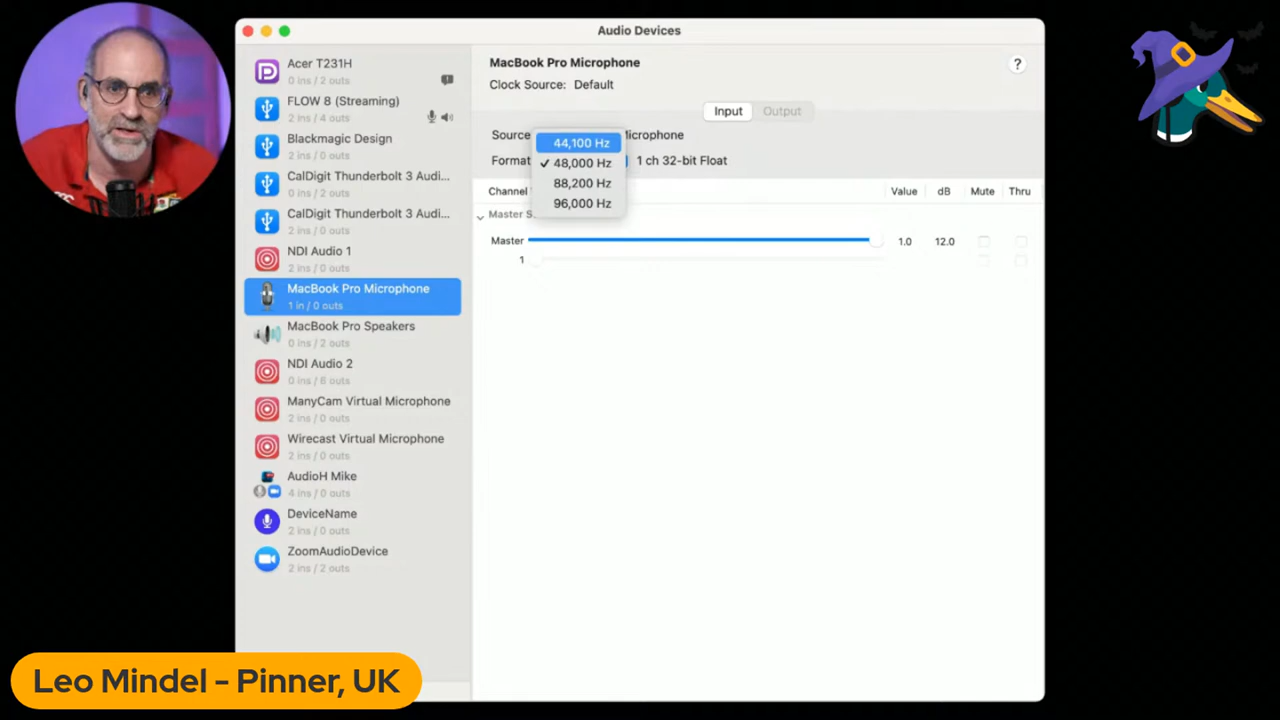 Audio Devices
Acer T231H
0 ins / 2 outs
FLOW 8 (Streaming)
2 ins / 4 outs
Blackmagic Design
2 ins / 0 outs
CalDigit Thunderbolt 3 Audi...
0 ins / 2 outs
CalDigit Thunderbolt 3 Audi...
2 ins / 0 outs
NDI Audio 1
2 ins / 0 outs
MacBook Pro Microphone
1 in / 0 outs
MacBook Pro Speakers
0 ins / 2 outs
NDI Audio 2
0 ins / 6 outs
ManyCam Virtual Microphone
2 ins / 0 outs
Wirecast Virtual Microphone
2 ins / 0 outs
AudioH Mike
4 ins / 0 outs
DeviceName
2 ins / 0 outs
ZoomAudioDevice
2 ins / 2 outs
MacBook Pro Microphone
?
Clock Source: Default
Input Output
Source icrophone
Format 1 ch 32-bit Float
44,100 Hz
✓ 48,000 Hz
88,200 Hz
96,000 Hz
Channel Value dB Mute Thru
Master S
Master 1.0 12.0
1
Leo Mindel - Pinner, UK